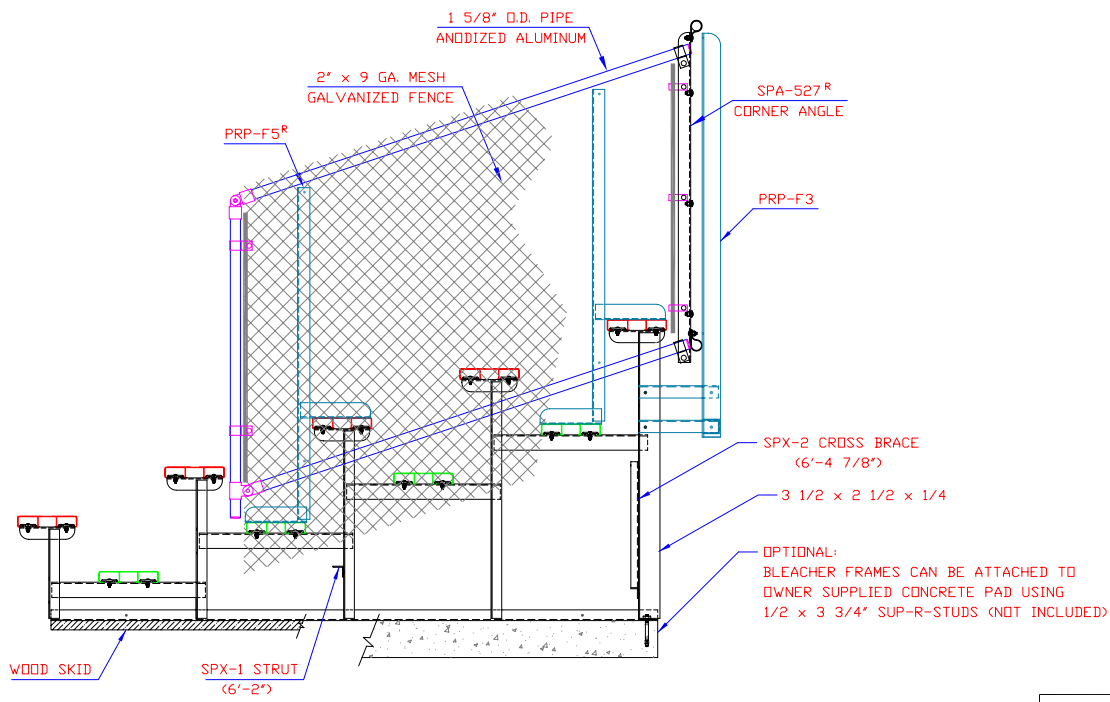 1 5/8" O.D. PIPE
ANODIZED ALUMINUM
2" x 9 GA. MESH
GALVANIZED FENCE
SPA-527 R
CORNER ANGLE
PRP-F5 R
PRP-F3
SPX-2 CROSS BRACE
(6'-4 7/8")
3 1/2 x 2 1/2 x 1/4
OPTIONAL:
BLEACHER FRAMES CAN BE ATTACHED TO
OWNER SUPPLIED CONCRETE PAD USING
1/2 x 3 3/4" SUP-R-STUDS (NOT INCLUDED)
WOOD SKID
SPX-1 STRUT
(6'-2")